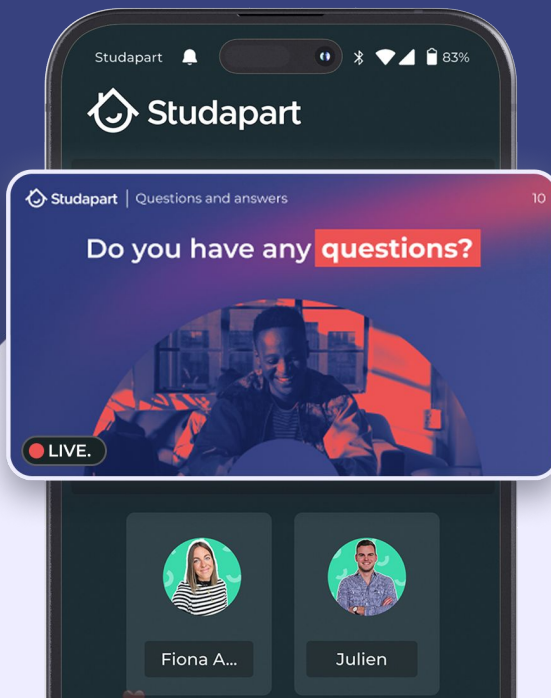 Studapart
83%
Studapart
Studapart | Questions and answers
10
Do you have any questions?
LIVE.
Fiona A...
Julien